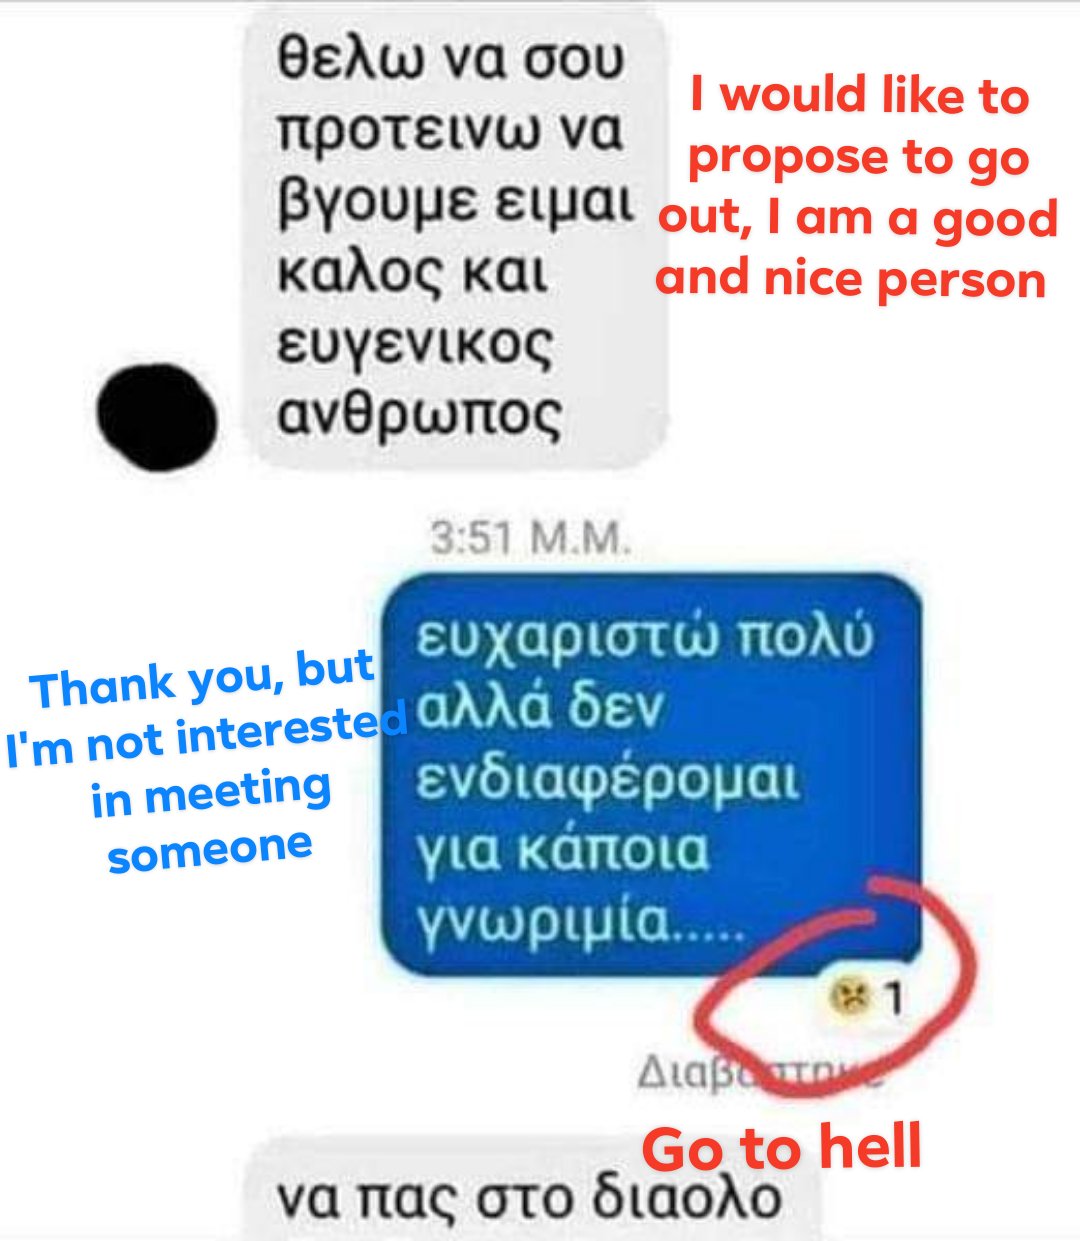 θελω να σου
προτεινω να
βγουμε ειμαι
καλος και
ευγενικος
ανθρωπος
I would like to
propose to go
out, I am a good
and nice person
3:51 Μ.Μ.
ευχαριστώ πολύ
αλλά δεν
ενδιαφέρομαι
για κάποια
γνωριμία.....
Thank you, but
I'm not interested
in meeting
someone
1
Διαβάστηκε
Go to hell
να πας στο διαολο